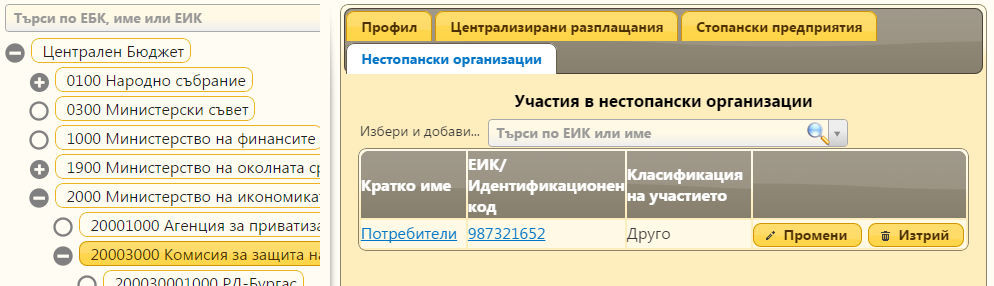 Търси по ЕБК, име или ЕИК
Централен Бюджет
0100 Народно събрание
0300 Министерски съвет
1000 Министерство на финансите
1900 Министерство на околната
2000 Министерство на
20001000 Агенция за
20003000 Комисия за защита
200030001000 РД-Бургас
Профил
Централизирани разплащания
Стопански предприятия
Нестопански организации
Участия в нестопански организации
Избери и добави...
Търси по ЕИК или име
Кратко име
ЕИК/
Идентификационен
код
Класификация
на участието
Потребители
987321652
Друго
Промени
Изтрий